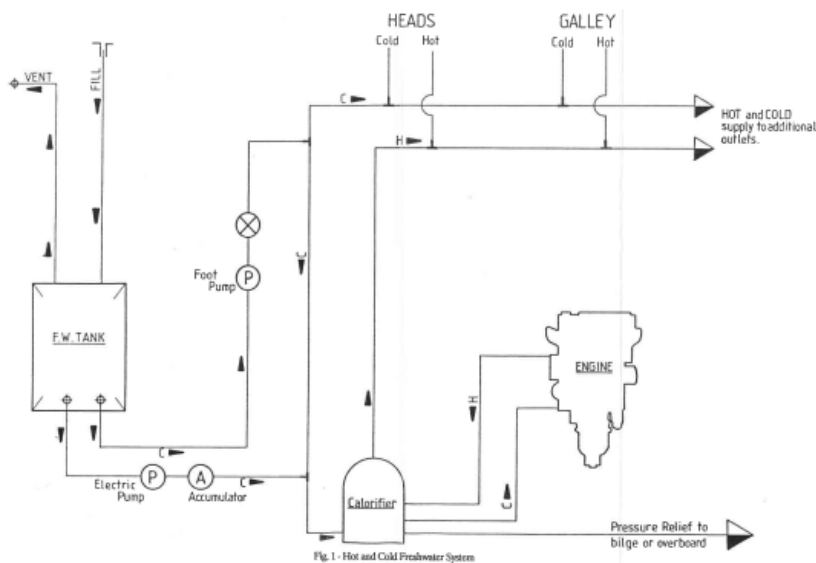 HEADS
GALLEY
Cold
Hot
Cold
Hot
VENT
FILL
C
HOT and COLD
supply to additional
outlets.
H
C
Foot
Pump
P
F.W. TANK
ENGINE
H
C
Electric
Pump
P
A
Accumulator
C
Calorifier
C
Pressure Relief to
bilge or overboard
Fig. 1 - Hot and Cold Freshwater System